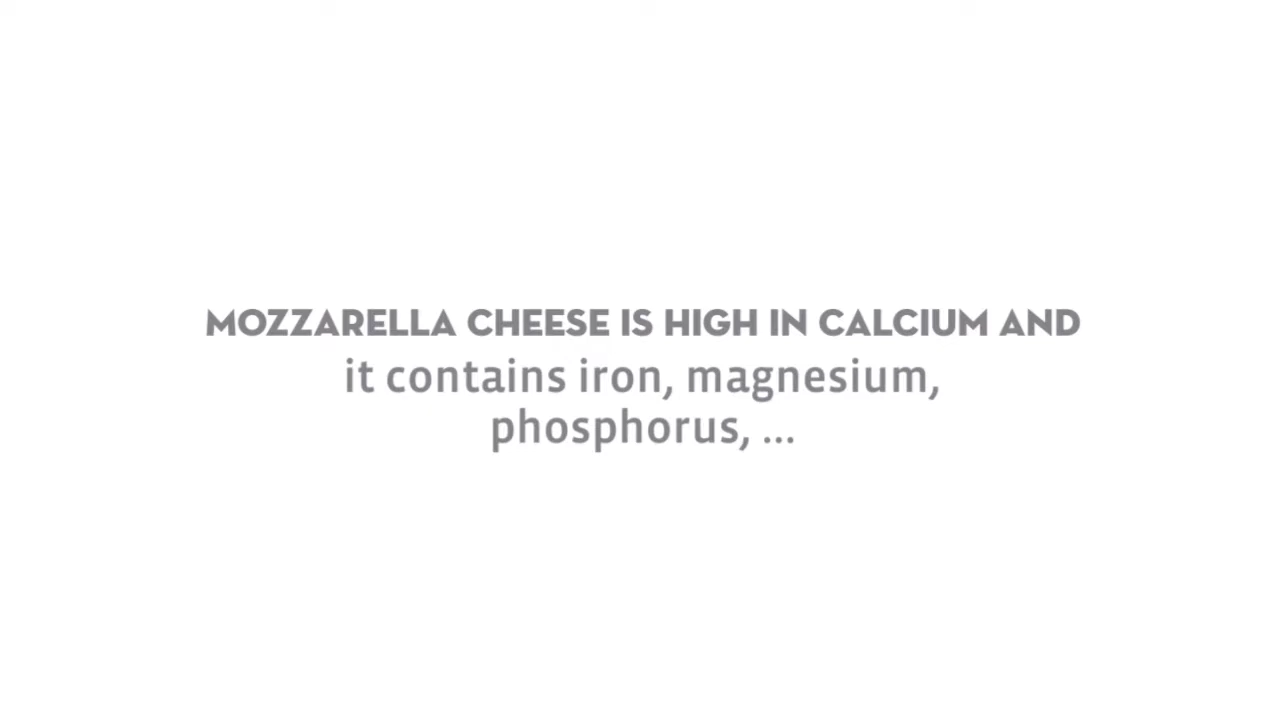 MOZZARELLA CHEESE IS HIGH IN CALCIUM AND
it contains iron, magnesium,
phosphorus, ...